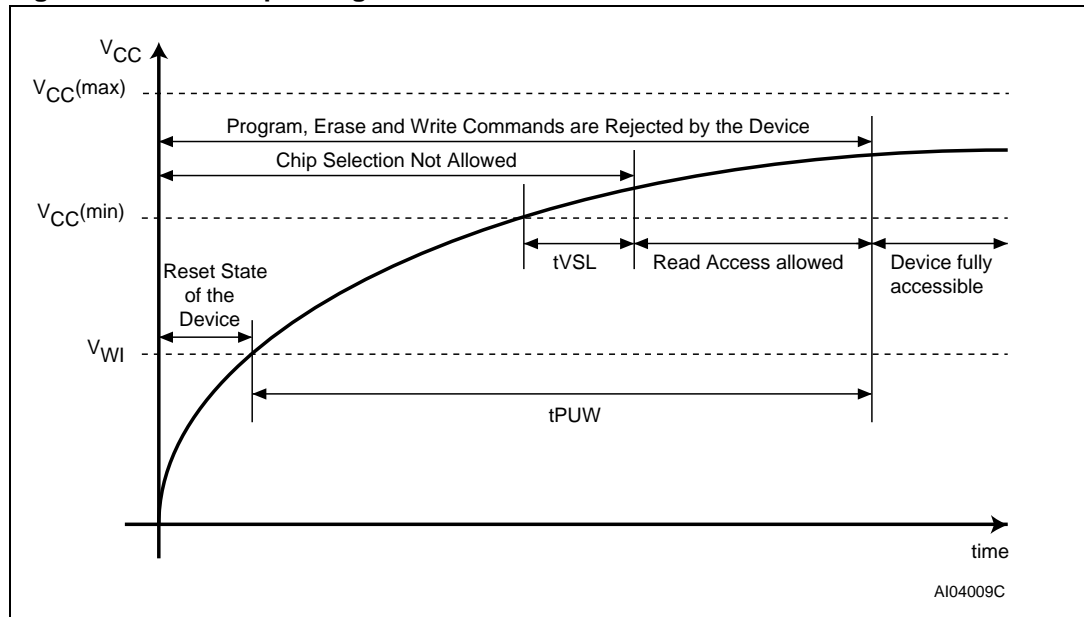 VCC
VCC(max)
Program, Erase and Write Commands are Rejected by the Device
Chip Selection Not Allowed
VCC(min)
tVSL
Read Access allowed
Device fully
accessible
Reset State
of the
Device
VWI
tPUW
time
AI04009C